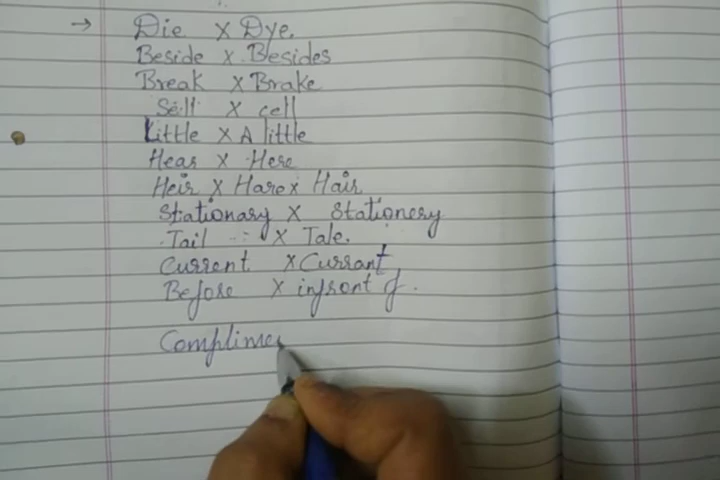 → Die X Dye.
Beside X Besides
Break X Brake
Sell X cell
Little X A little
Hear X Here
Heir X Hare X Hair
Stationary X Stationery
Tail X Tale.
Current X Currant
Before X infront of.
Complime